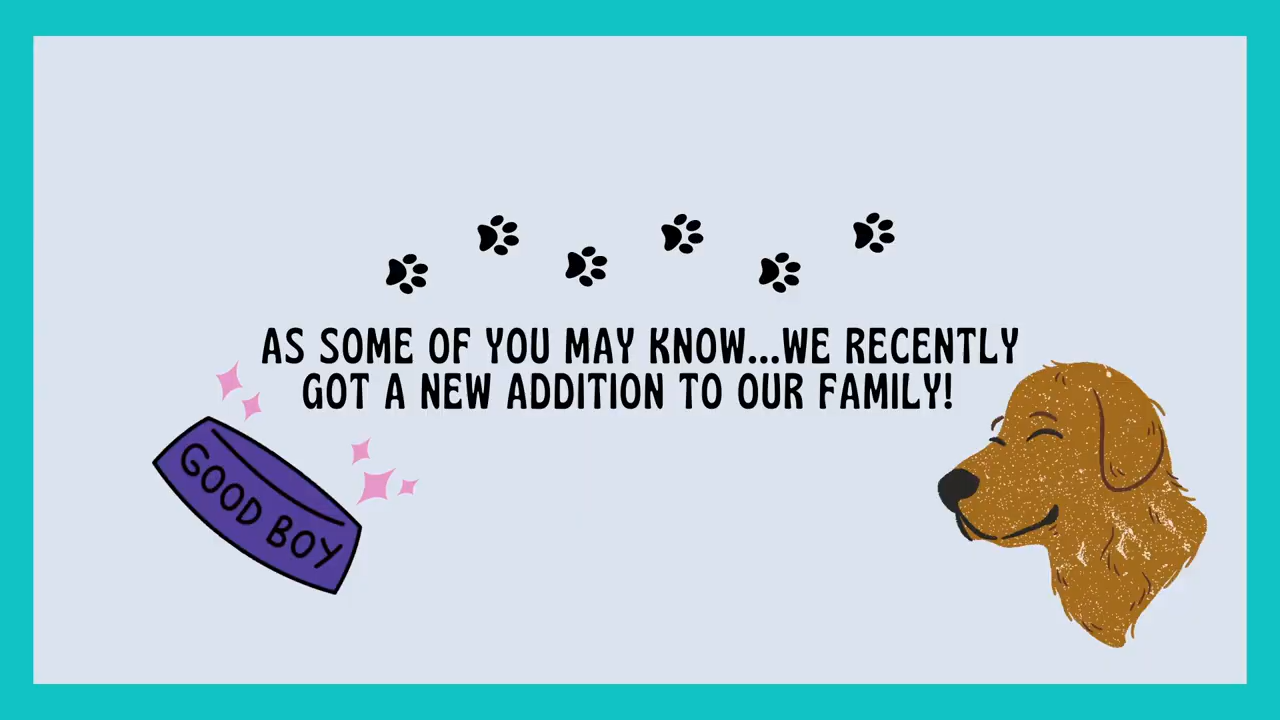 AS SOME OF YOU MAY KNOW...WE RECENTLY
GOT A NEW ADDITION TO OUR FAMILY!
GOOD BOY